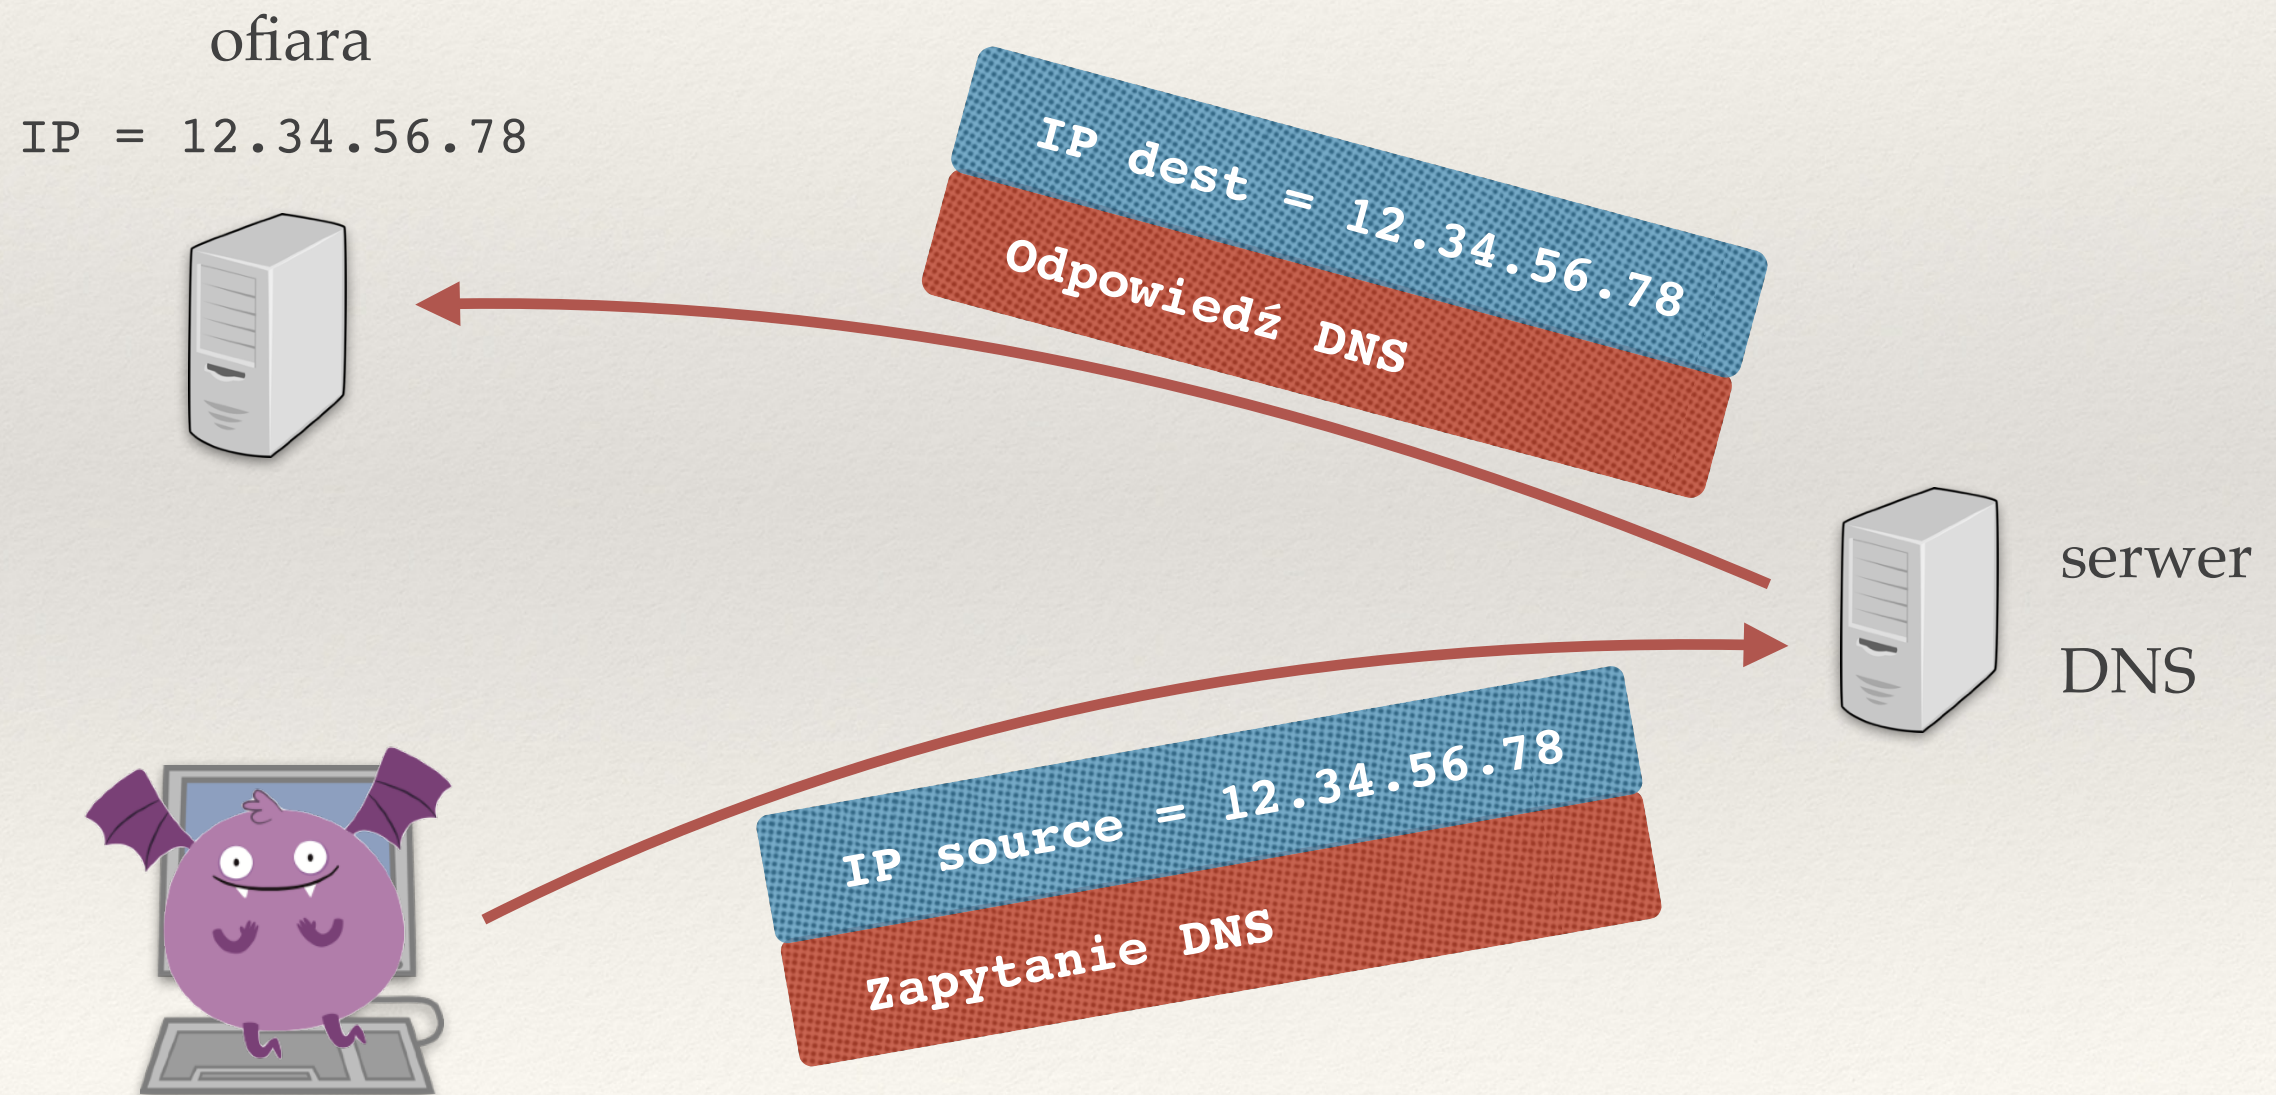 ofiara
IP = 12.34.56.78
IP dest = 12.34.56.78
Odpowiedź DNS
serwer
DNS
IP source = 12.34.56.78
Zapytanie DNS